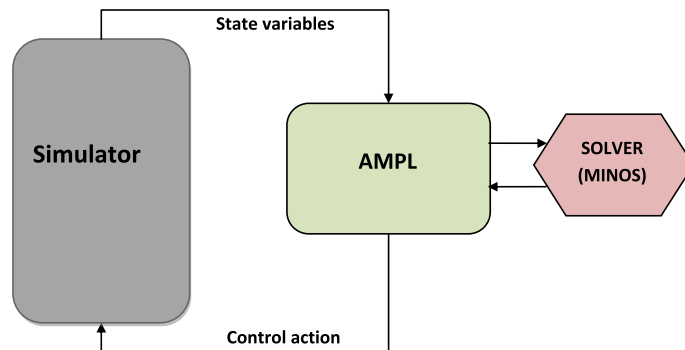 State variables
Simulator
AMPL
SOLVER
(MINOS)
Control action